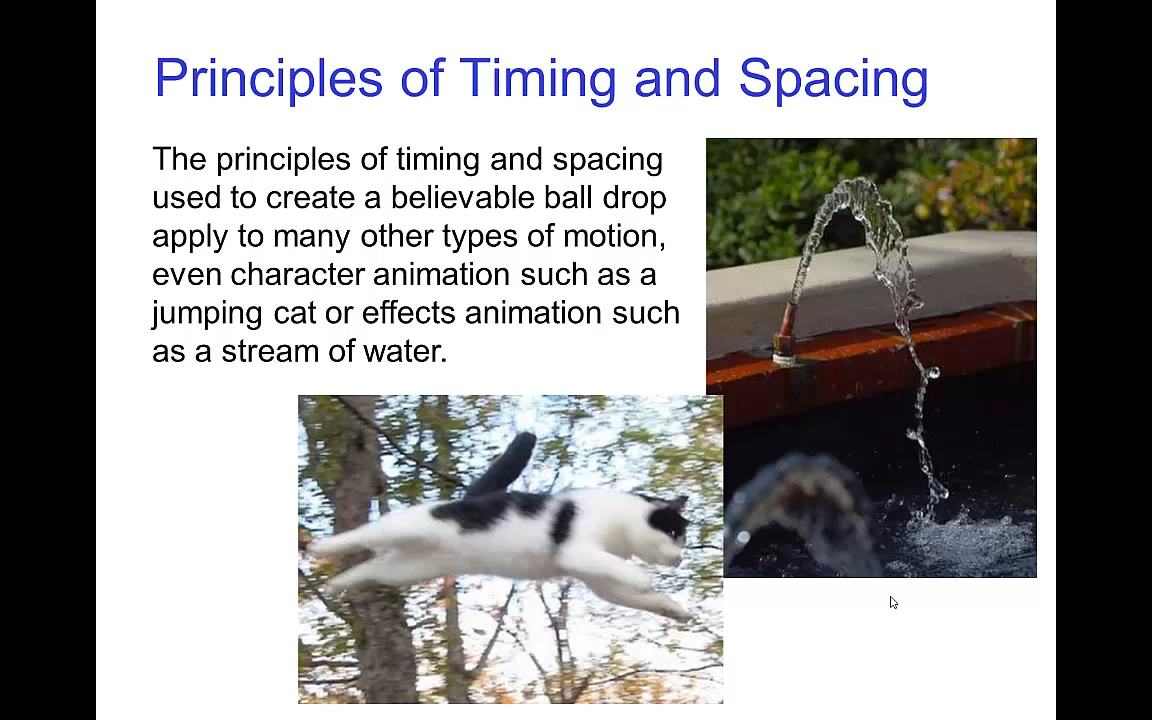 Principles of Timing and Spacing
The principles of timing and spacing
used to create a believable ball drop
apply to many other types of motion,
even character animation such as a
jumping cat or effects animation such
as a stream of water.